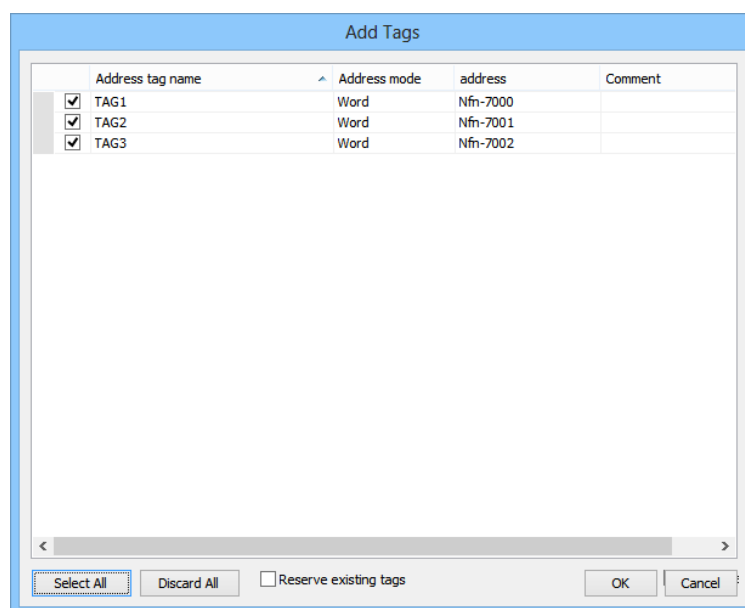 Add Tags
Address tag name Address mode address Comment
TAG1 Word Nfn-7000
TAG2 Word Nfn-7001
TAG3 Word Nfn-7002
Select All Discard All Reserve existing tags OK Cancel